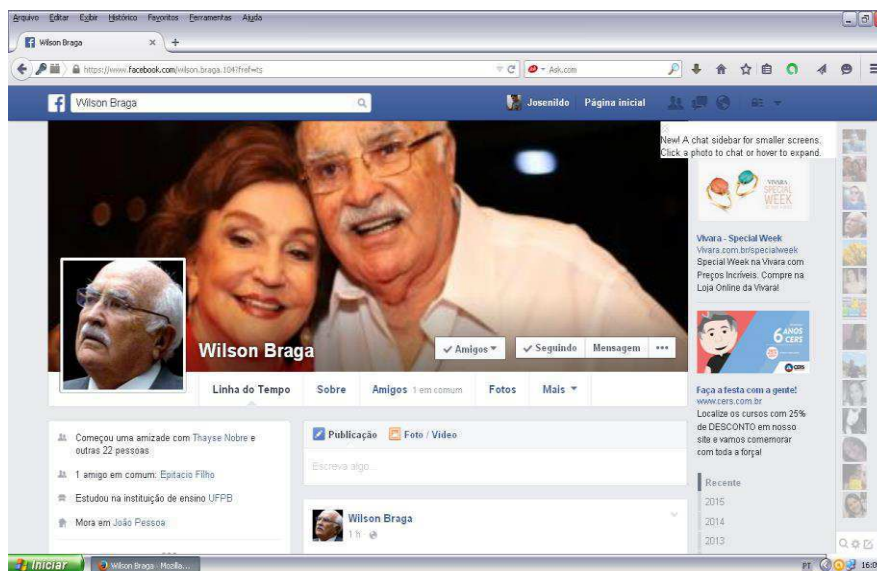 Arquivo Editar Exibir Histórico Favoritos Ferramentas Ajuda
Wilson Braga × +
https://www.facebook.com/wilson.braga.104?fref=ts
Ask.com
Wilson Braga
Josenildo Página inicial
New! A chat sidebar for smaller screens.
Click a photo to chat or hover to expand.
VIVARA
SPECIAL
WEEK
Vivara - Special Week
Vivara.com.br/specialweek
Special Week na Vivara com
Preços Incríveis. Compre na
Loja Online da Vivara!
Wilson Braga
Amigos
Seguindo
Mensagem
Linha do Tempo Sobre Amigos 1 em comum Fotos Mais
6 ANOS
CERS
CERS
Faça a festa com a gente!
www.cers.com.br
Localize os cursos com 25%
de DESCONTO em nosso
site e vamos comemorar
com toda a força!
Começou uma amizade com Thayse Nobre e
outras 22 pessoas
1 amigo em comum: Epitacio Filho
Estudou na instituição de ensino UFPB
Mora em João Pessoa
Publicação Foto / Vídeo
Escreva algo...
Wilson Braga
1 h
Recente
2015
2014
2013
Iniciar
Wilson Braga - Mozilla...
PT
16:0